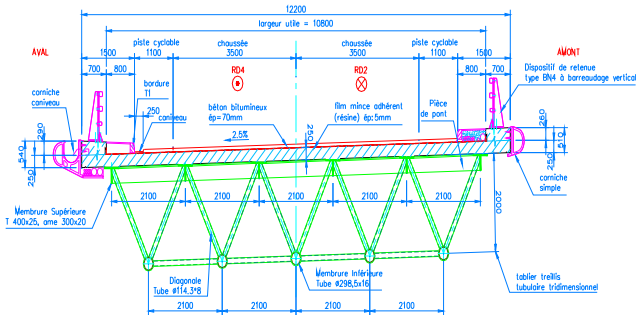 12200
largeur utile = 10800
AVAL
piste cyclable
chaussée
chaussée
piste cyclable
AMONT
1500
1100
3500
3500
1100
1500
700
800
RD4
RD2
800
700
Dispositif de retenue
type BN4 à barreaudage vertical
corniche
caniveau
bordure
T1
250
caniveau
béton bitumineux
ép=70mm
film mince adhérent
(résine) ép:5mm
Pièce
de pont
2.5%
250
290
540
250
260
510
250
corniche
simple
Membrure Supérieure
T 400x25, ame 300x20
2100
2100
2100
2100
2100
2000
Diagonale
Tube ø114.3*8
Membrure Inférieure
Tube Ø298,5x16
tablier treillis
tubulaire tridimensionnel
2100
2100
2100
2100